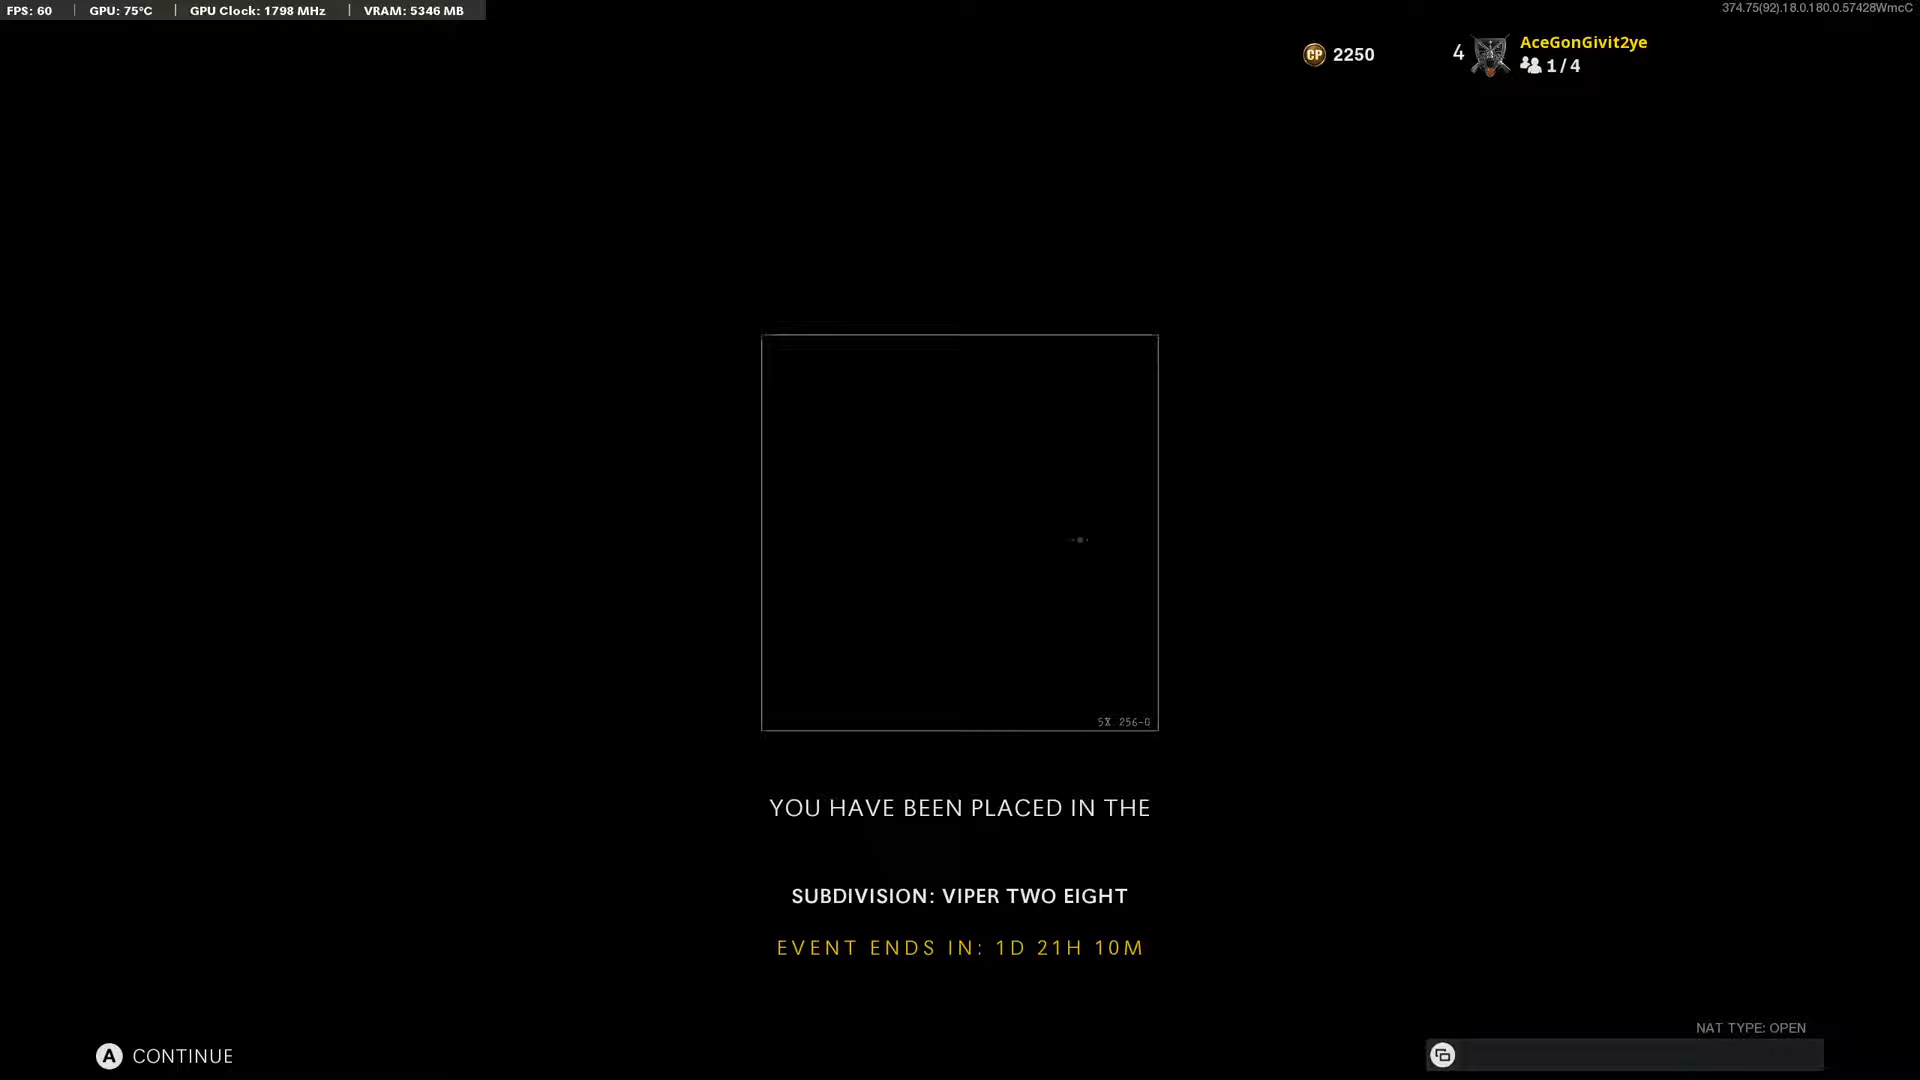 FPS: 60 | GPU: 75°C | GPU Clock: 1798 MHz | VRAM: 5346 MB
374.75(92).18.0.180.0.57428WmcC
CP 2250
4 AceGonGivit2ye
1/4
5X 256-0
YOU HAVE BEEN PLACED IN THE
SUBDIVISION: VIPER TWO EIGHT
EVENT ENDS IN: 1D 21H 10M
NAT TYPE: OPEN
A CONTINUE